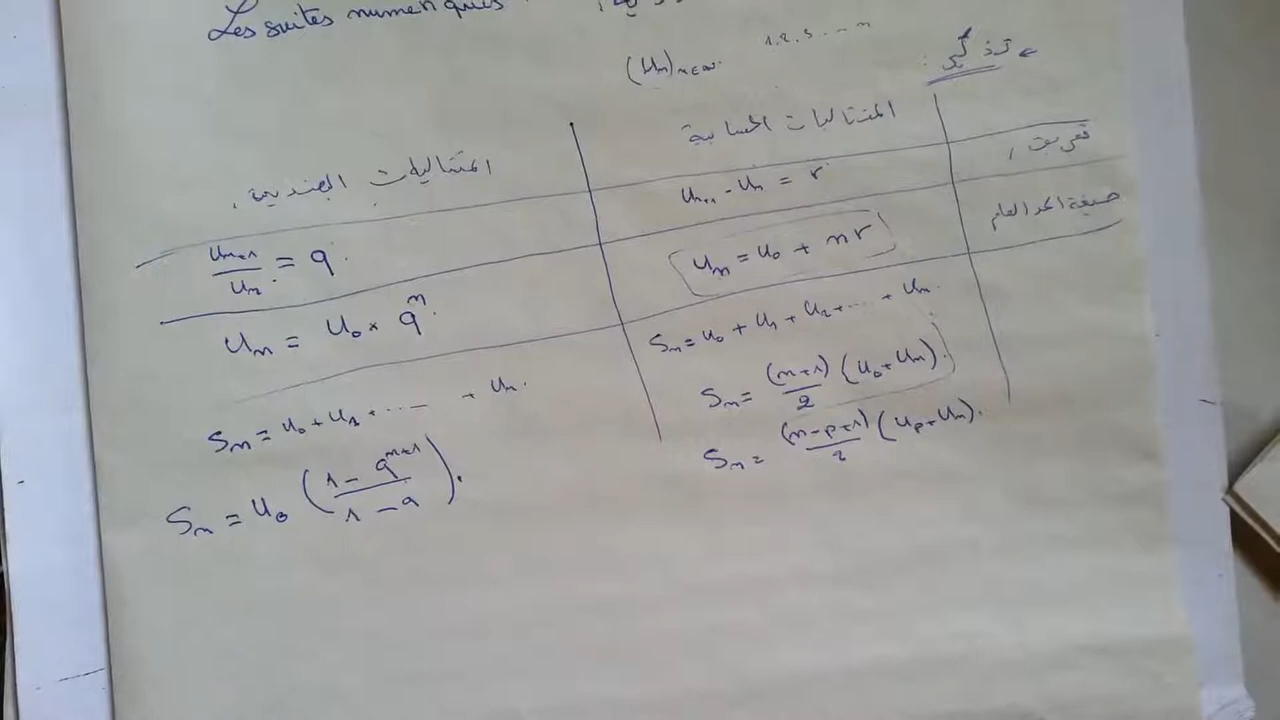 Les suites numériques
تذكير :
(Un)n∈ℕ. 1.2.3....n
تعريف
المتتاليات الحسابية
المتتاليات الهندسية
Un+1 - Un = r
Un+1/Un = q
صيغة الحد العام
Un = U0 + nr
Un = U0 × q^n
Sn = U0 + U1 + U2 + .... + Un
Sn = (n+1)/2 (U0 + Un)
Sn = (n-p+1)/2 (Up + Un).
Sn = U0 + U1 + .... + Un.
Sn = U0 ((1 - q^n+1)/(1 - q)).